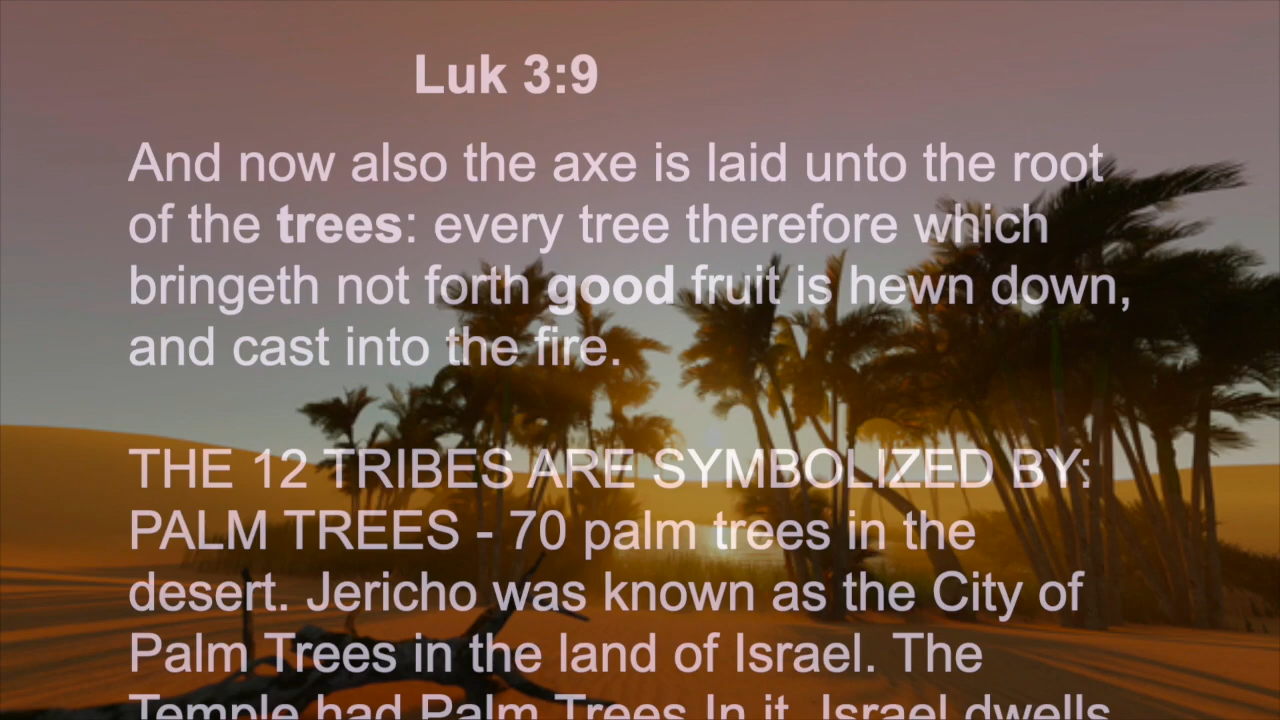 Luk 3:9
And now also the axe is laid unto the root
of the trees: every tree therefore which
bringeth not forth good fruit is hewn down,
and cast into the fire.
THE 12 TRIBES ARE SYMBOLIZED BY:
PALM TREES - 70 palm trees in the
desert. Jericho was known as the City of
Palm Trees in the land of Israel. The
Temple had Palm Trees In it. Israel dwells